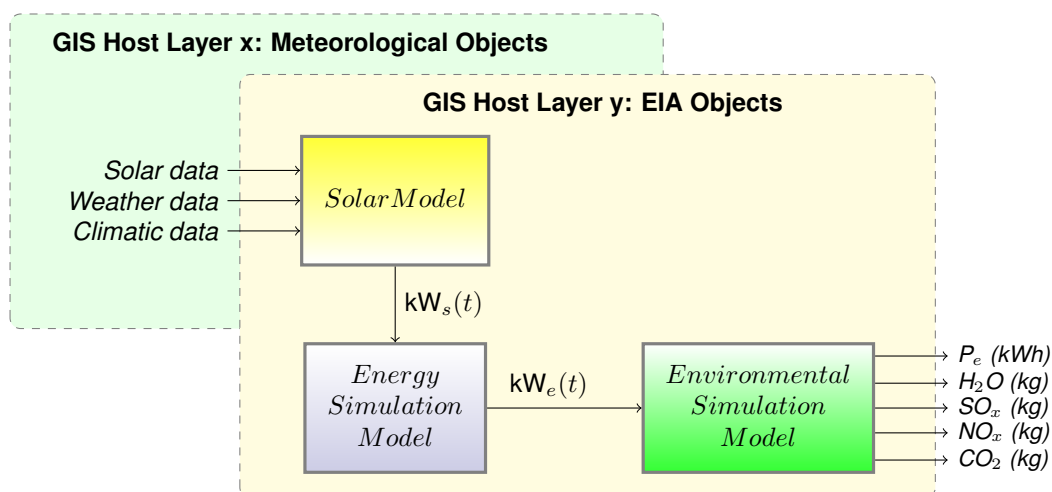 GIS Host Layer x: Meteorological Objects
GIS Host Layer y: EIA Objects
Solar data
Weather data
Climatic data
SolarModel
kW_s(t)
Energy
Simulation
Model
kW_e(t)
Environmental
Simulation
Model
P_e (kWh)
H_2O (kg)
SO_x (kg)
NO_x (kg)
CO_2 (kg)